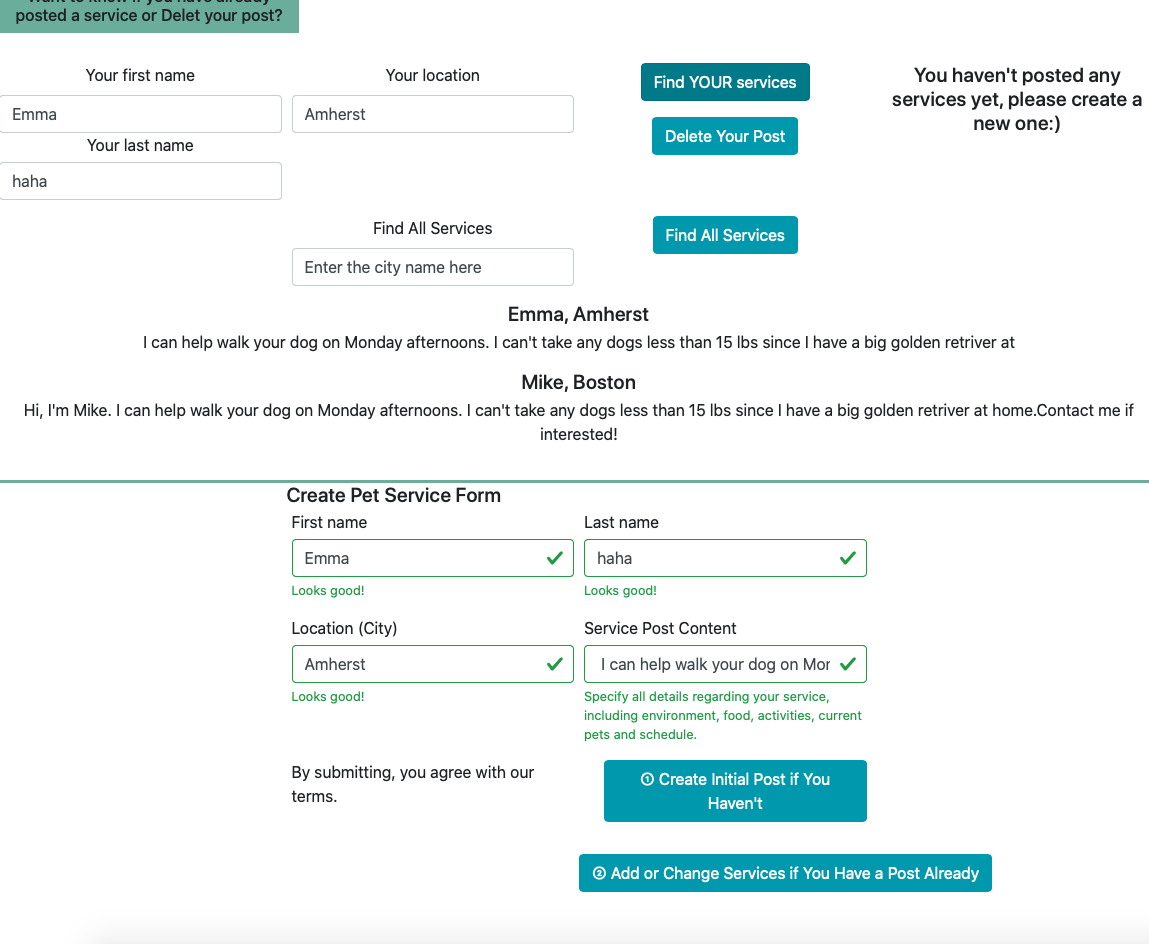 Want to know if you have already
posted a service or Delet your post?
Your first name
Your location
Find YOUR services
You haven't posted any
services yet, please create a
new one:)
Emma
Amherst
Delete Your Post
Your last name
haha
Find All Services
Find All Services
Enter the city name here
Emma, Amherst
I can help walk your dog on Monday afternoons. I can't take any dogs less than 15 lbs since I have a big golden retriver at
Mike, Boston
Hi, I'm Mike. I can help walk your dog on Monday afternoons. I can't take any dogs less than 15 lbs since I have a big golden retriver at home.Contact me if
interested!
Create Pet Service Form
First name
Last name
Emma
haha
Looks good!
Looks good!
Location (City)
Service Post Content
Amherst
I can help walk your dog on Mor
Looks good!
Specify all details regarding your service,
including environment, food, activities, current
pets and schedule.
By submitting, you agree with our
terms.
① Create Initial Post if You
Haven't
② Add or Change Services if You Have a Post Already